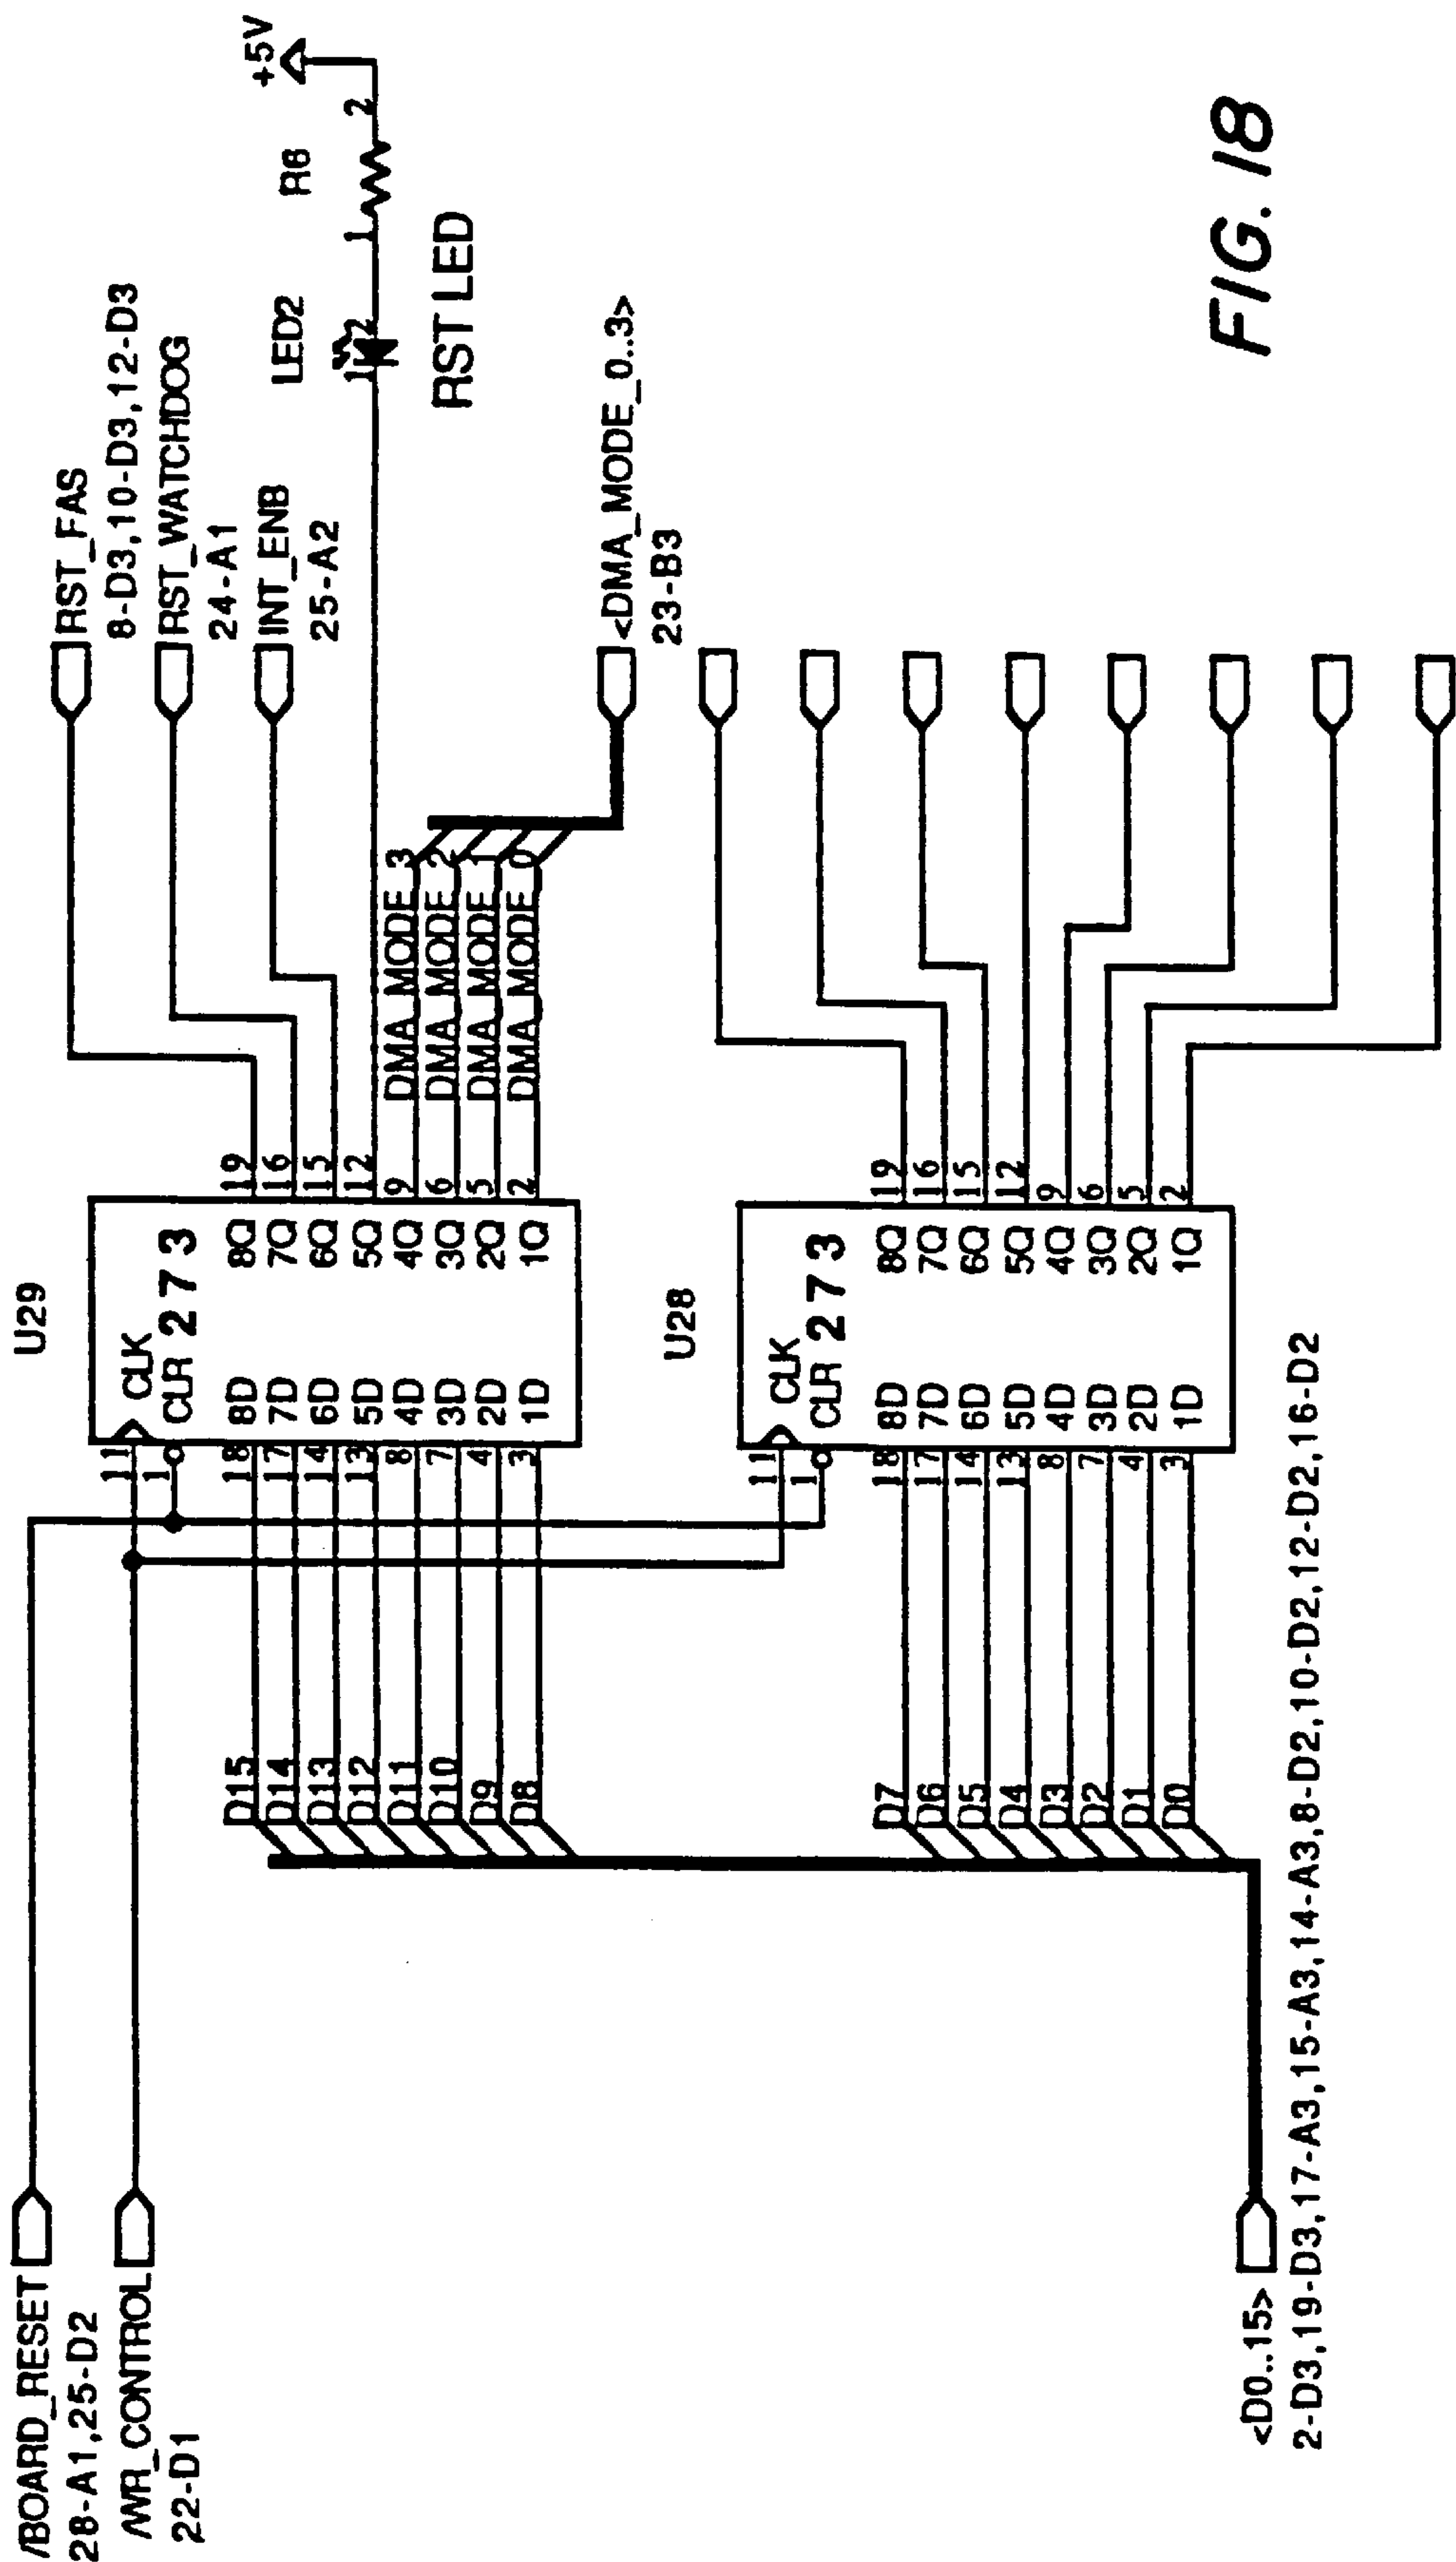 /BOARD_RESET
28-A1,25-D2
/WR_CONTROL
22-D1
<D0..15>
2-D3,19-D3,17-A3,15-A3,14-A3,8-D2,10-D2,12-D2,16-D2
D15
D14
D13
D12
D11
D10
D9
D8
D7
D6
D5
D4
D3
D2
D1
D0
U29
11 CLK
1 CLR 273
18 8D 8Q 19
17 7D 7Q 16
14 6D 6Q 15
13 5D 5Q 12
8 4D 4Q 9
7 3D 3Q 6
4 2D 2Q 5
3 1D 1Q 2
U28
11 CLK
1 CLR 273
18 8D 8Q 19
17 7D 7Q 16
14 6D 6Q 15
13 5D 5Q 12
8 4D 4Q 9
7 3D 3Q 6
4 2D 2Q 5
3 1D 1Q 2
DMA_MODE_3
DMA_MODE_2
DMA_MODE_1
DMA_MODE_0
RST_FAS
8-D3,10-D3,12-D3
RST_WATCHDOG
24-A1
INT_ENB
25-A2
LED2
1 2
RST LED
R6
1 2
+5V
<DMA_MODE_0..3>
23-B3
FIG. 18